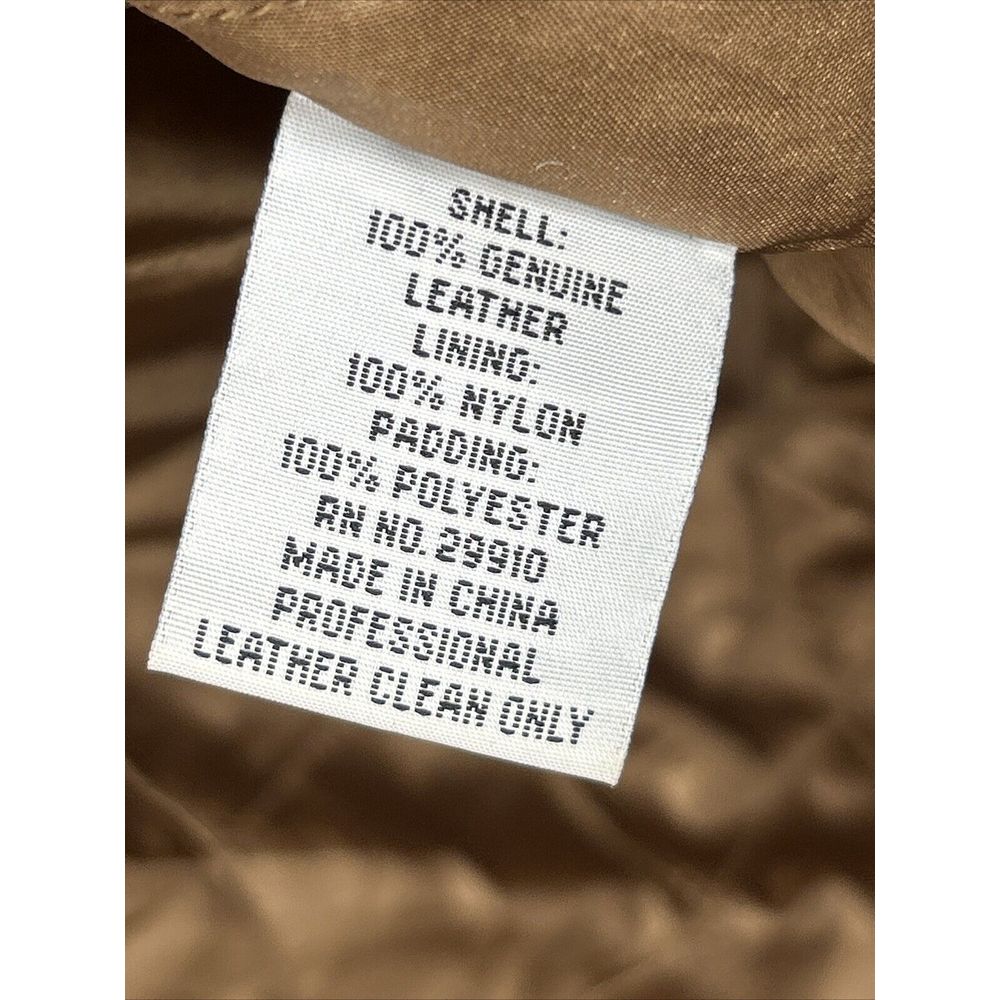 SHELL:
100% GENUINE
LEATHER
LINING:
100% NYLON
PADDING:
100% POLYESTER
RN NO. 29910
MADE IN CHINA
PROFESSIONAL
LEATHER CLEAN ONLY